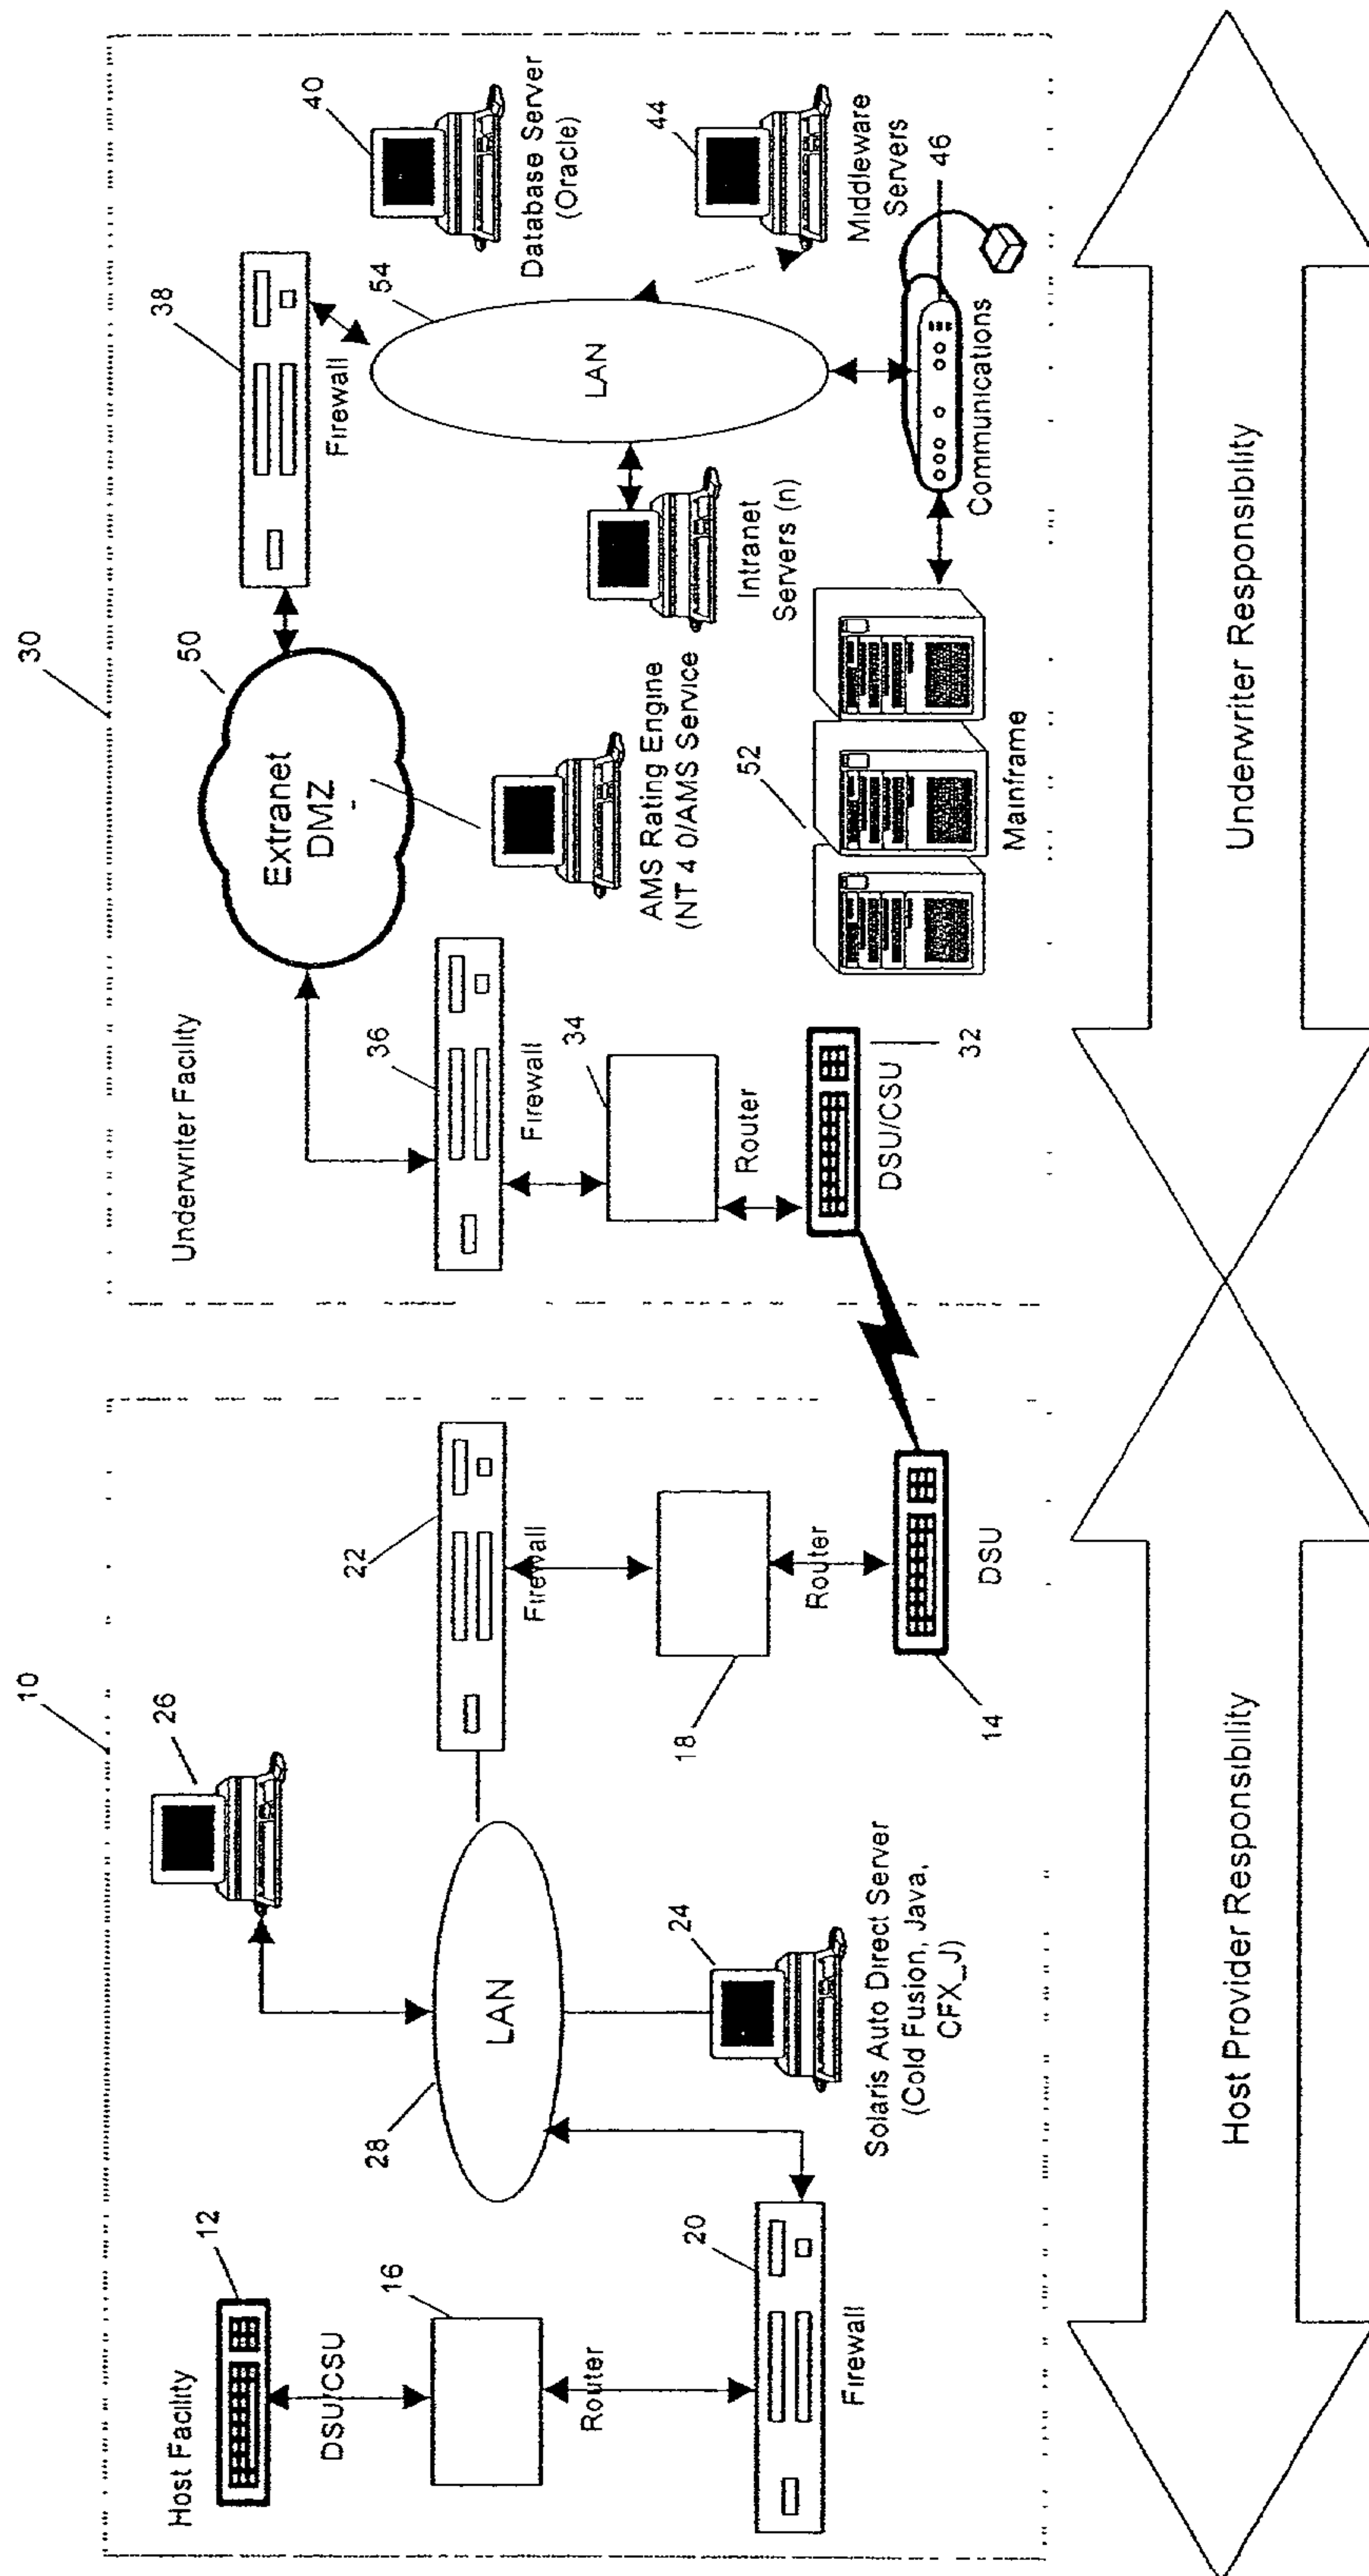 10
Host Facility
12
DSU/CSU
16
Router
20
Firewall
26
28
LAN
24
Solaris Auto Direct Server
(Cold Fusion, Java,
CFX_J)
22
Firewall
18
Router
14
DSU
30
Underwriter Facility
36
Firewall
34
Router
32
DSU/CSU
50
Extranet
DMZ
AMS Rating Engine
(NT 4 0/AMS Service
38
Firewall
40
Database Server
(Oracle)
54
LAN
44
Middleware
Servers
Intranet
Servers (n)
46
Communications
52
Mainframe
Host Provider Responsibility
Underwriter Responsibility